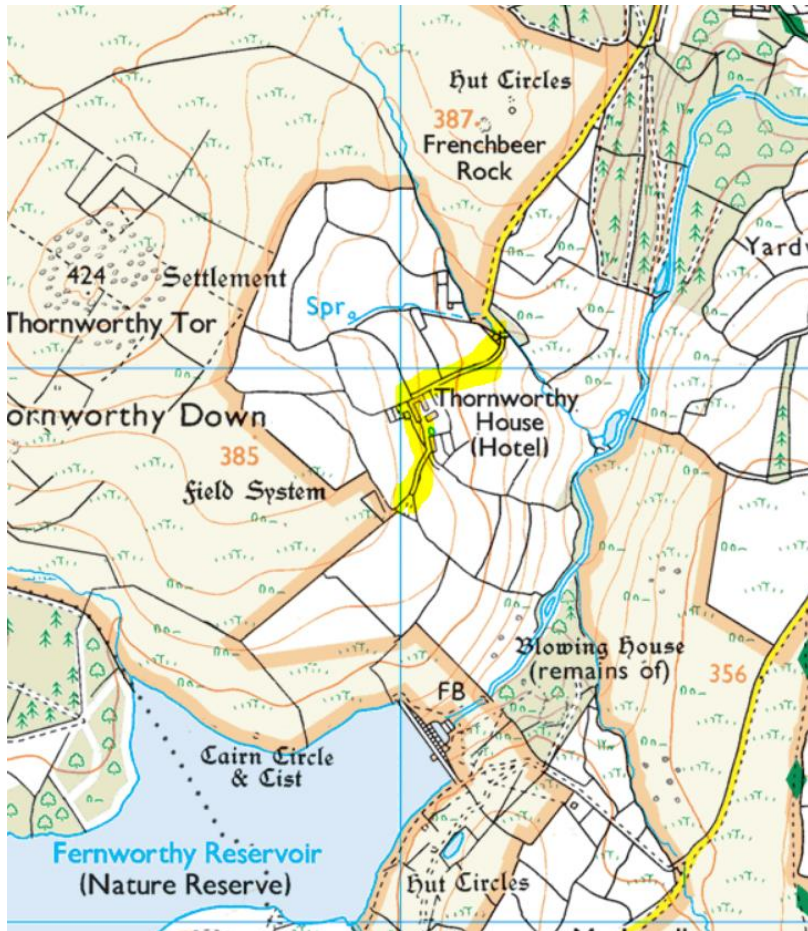 Hut Circles
387
Frenchbeer
Rock
Yardw
424
Settlement
Spr
Thornworthy Tor
Thornworthy
House
(Hotel)
ornworthy Down
385
Field System
Blowing House
(remains of)
356
FB
Cairn Circle
& Cist
Fernworthy Reservoir
(Nature Reserve)
Hut Circles